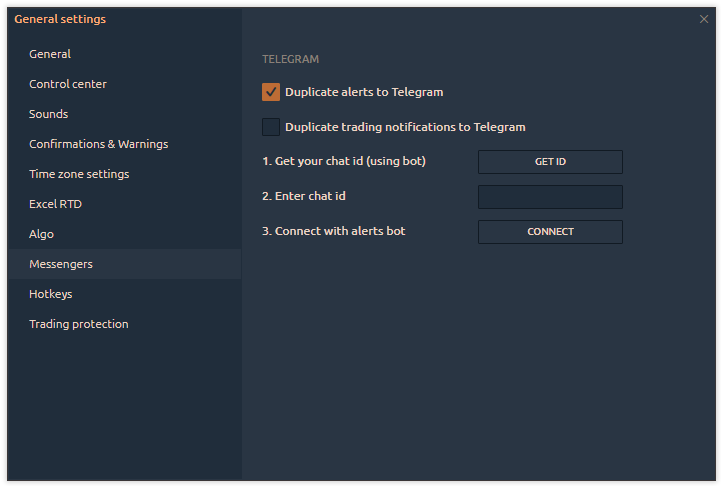 General settings
General
Control center
Sounds
Confirmations & Warnings
Time zone settings
Excel RTD
Algo
Messengers
Hotkeys
Trading protection
TELEGRAM
Duplicate alerts to Telegram
Duplicate trading notifications to Telegram
1. Get your chat id (using bot) GET ID
2. Enter chat id
3. Connect with alerts bot CONNECT